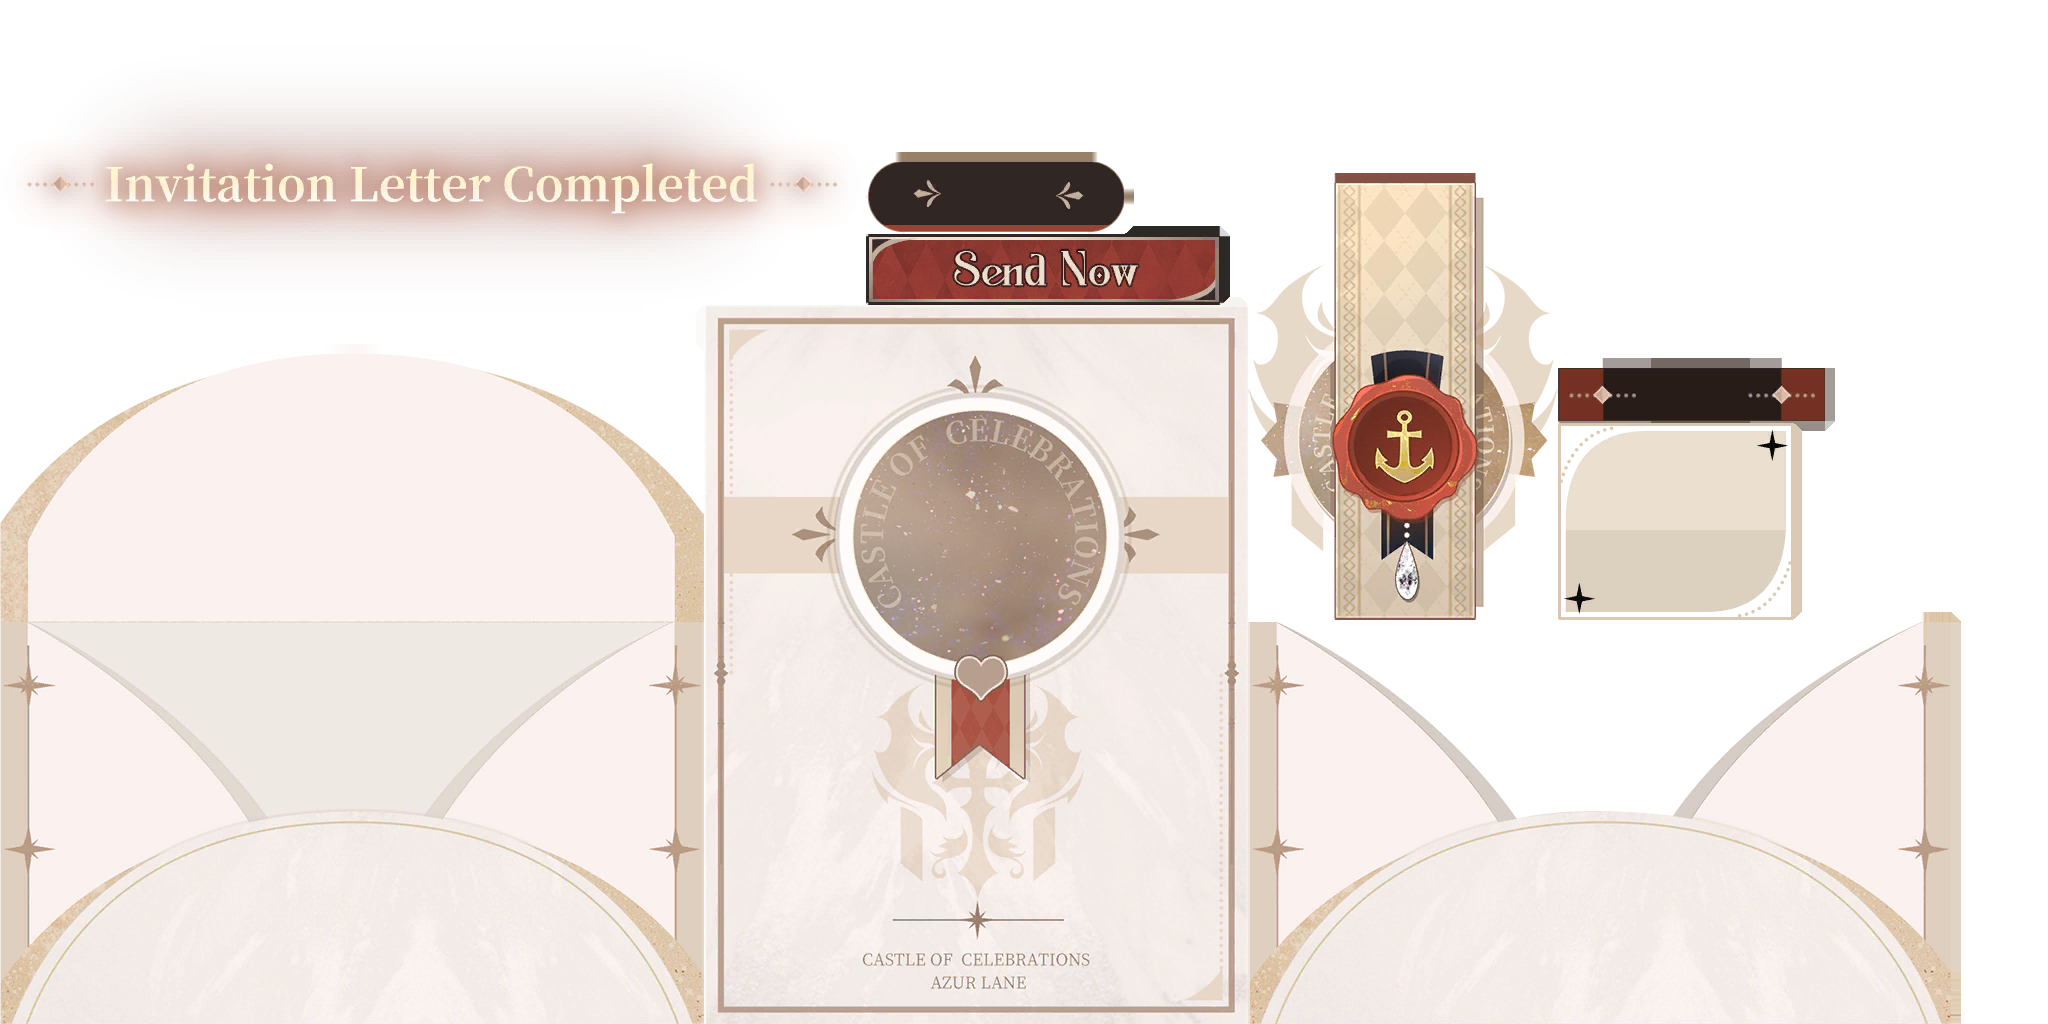 Invitation Letter Completed
Send Now
CASTLE OF CELEBRATIONS
CASTLE OF CELEBRATIONS
AZUR LANE